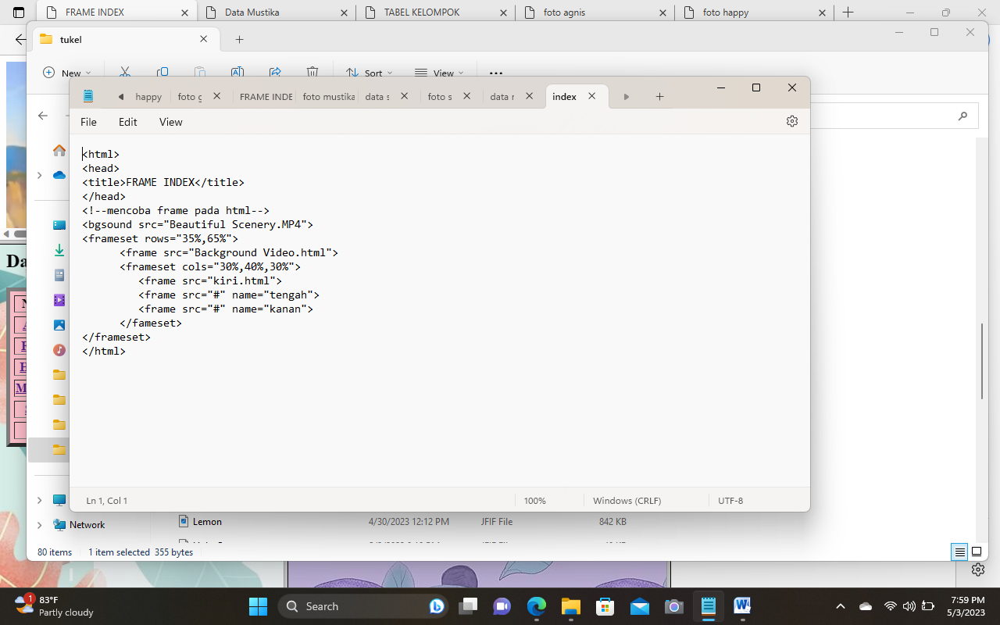 FRAME INDEX
Data Mustika
TABEL KELOMPOK
foto agnis
foto happy
tukel
New
Sort
View
happy
foto g
FRAME INDE
foto mustika
data s
foto s
data r
index
File
Edit
View
<html>
<head>
<title>FRAME INDEX</title>
</head>
<!--mencoba frame pada html-->
<bgsound src="Beautiful Scenery.MP4">
<frameset rows="35%,65%">
<frame src="Background Video.html">
<frameset cols="30%,40%,30%">
<frame src="kiri.html">
<frame src="#" name="tengah">
<frame src="#" name="kanan">
</fameset>
</frameset>
</html>
Da
Ln 1, Col 1
100%
Windows (CRLF)
UTF-8
Lemon
4/30/2023 12:12 PM
JFIF File
842 KB
Network
80 items
1 item selected 355 bytes
1
83°F
Partly cloudy
Search
7:59 PM
5/3/2023